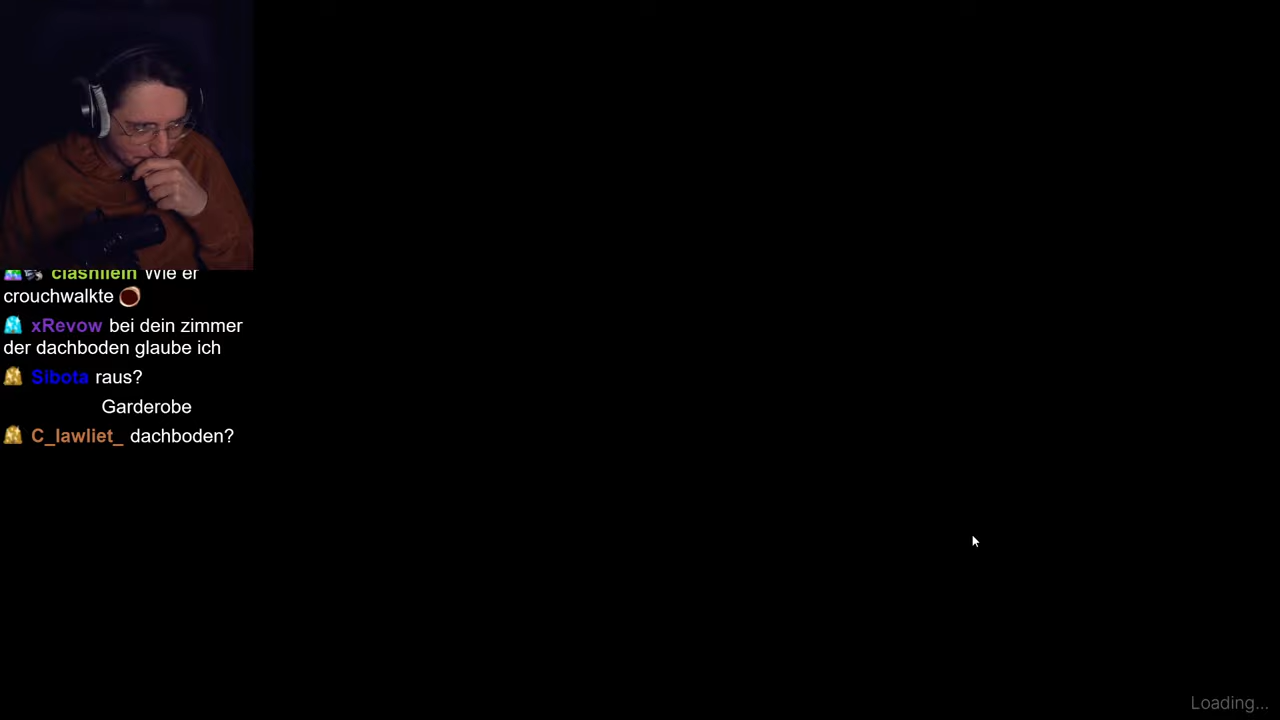 clashilein Wie er
crouchwalkte
xRevow bei dein zimmer
der dachboden glaube ich
Sibota raus?
Garderobe
C_lawliet_ dachboden?
Loading...